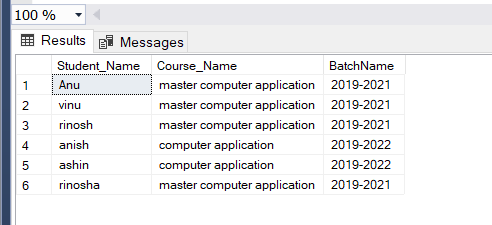 100 %
Results Messages
Student_Name Course_Name BatchName
1 Anu master computer application 2019-2021
2 vinu master computer application 2019-2021
3 rinosh master computer application 2019-2021
4 anish computer application 2019-2022
5 ashin computer application 2019-2022
6 rinosha master computer application 2019-2021